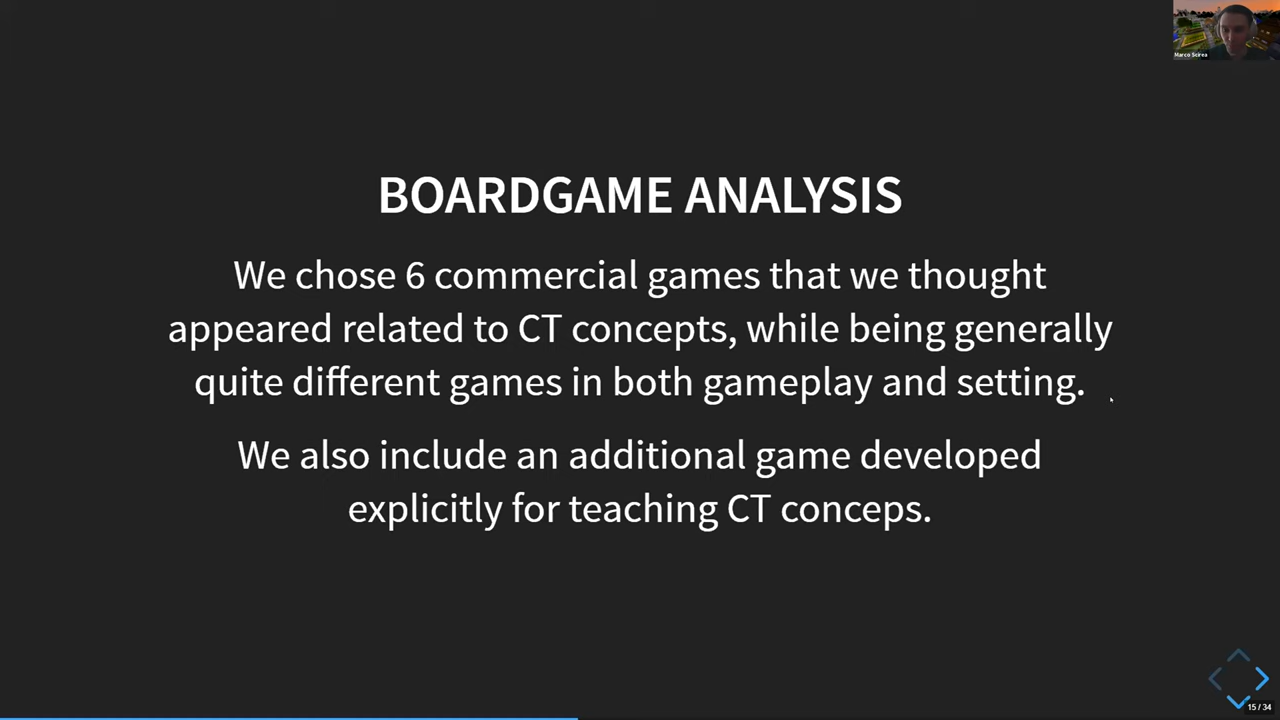 Marco Scirea
BOARDGAME ANALYSIS
We chose 6 commercial games that we thought
appeared related to CT concepts, while being generally
quite different games in both gameplay and setting.
We also include an additional game developed
explicitly for teaching CT conceps.
15 / 34